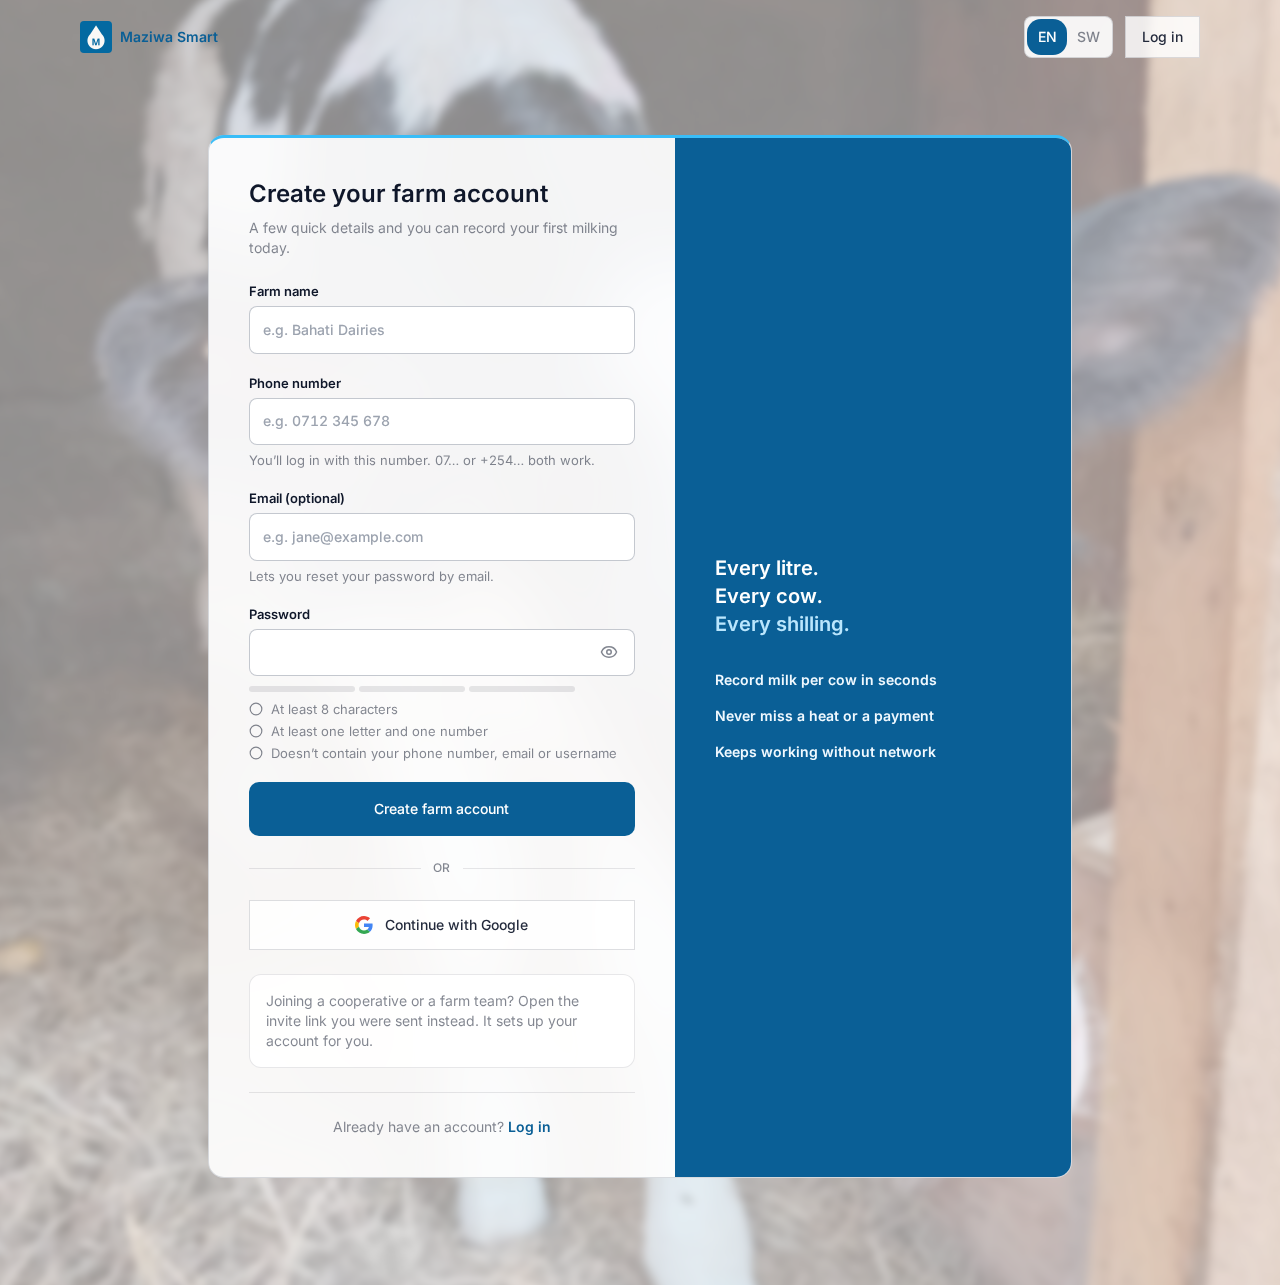 M
Maziwa Smart
EN
SW
Log in
Create your farm account
A few quick details and you can record your first milking
today.
Farm name
e.g. Bahati Dairies
Phone number
e.g. 0712 345 678
You’ll log in with this number. 07… or +254… both work.
Email (optional)
e.g. jane@example.com
Lets you reset your password by email.
Password
At least 8 characters
At least one letter and one number
Doesn’t contain your phone number, email or username
Create farm account
OR
Continue with Google
Joining a cooperative or a farm team? Open the
invite link you were sent instead. It sets up your
account for you.
Already have an account? Log in
Every litre.
Every cow.
Every shilling.
Record milk per cow in seconds
Never miss a heat or a payment
Keeps working without network